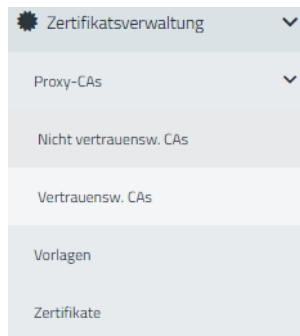 Zertifikatsverwaltung
Proxy-CAs
Nicht vertrauensw. CAs
Vertrauensw. CAs
Vorlagen
Zertifikate